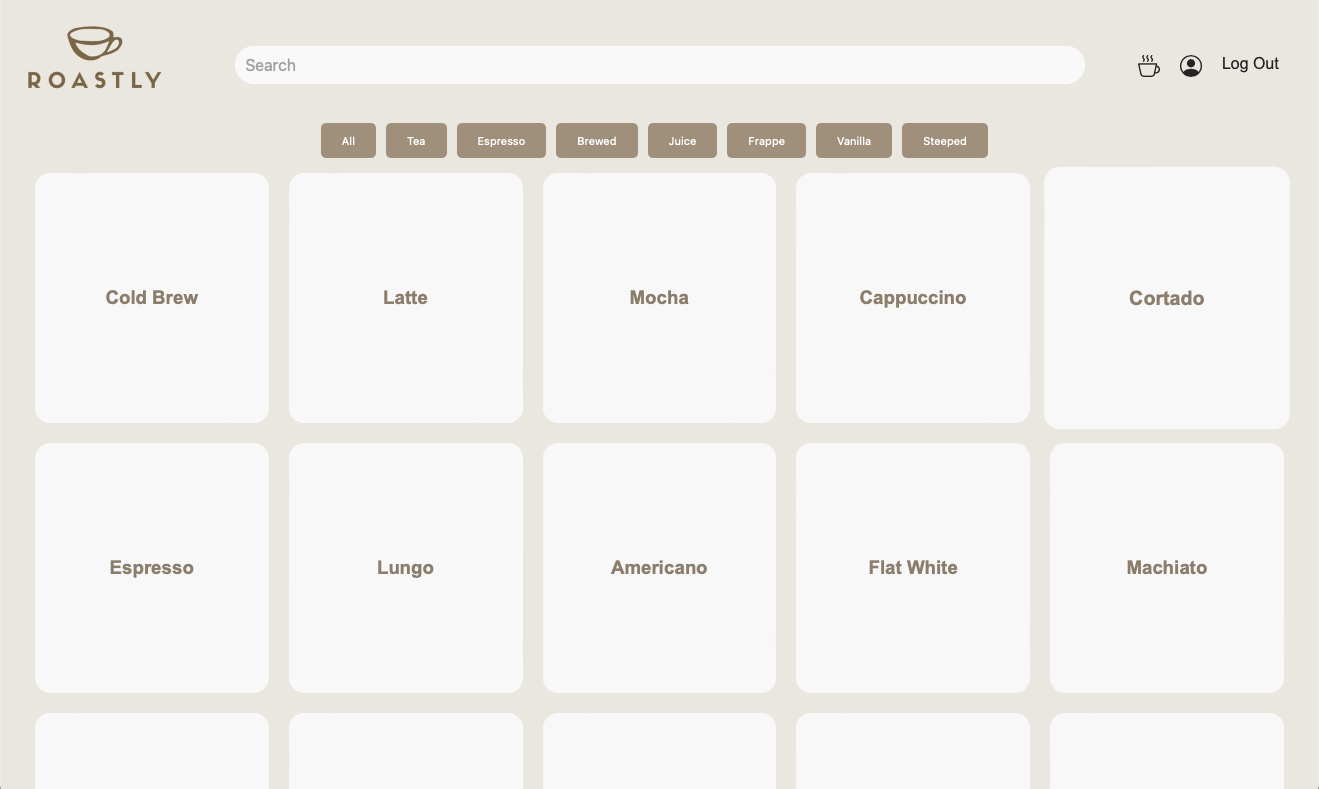 ROASTLY
Search
Log Out
All
Tea
Espresso
Brewed
Juice
Frappe
Vanilla
Steeped
Cold Brew
Latte
Mocha
Cappuccino
Cortado
Espresso
Lungo
Americano
Flat White
Machiato